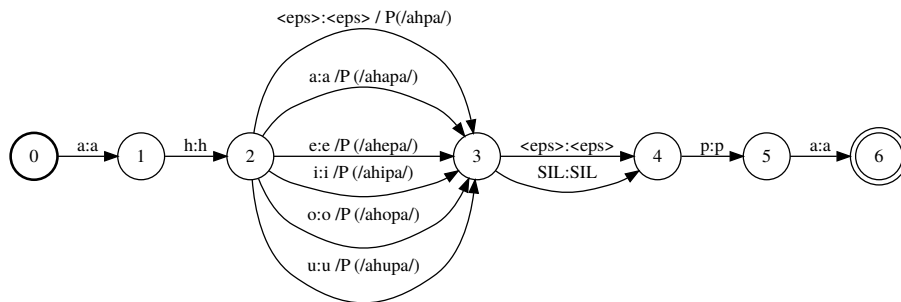 <eps>:<eps> / P(/ahpa/)
a:a /P (/ahapa/)
0
a:a
1
h:h
2
e:e /P (/ahepa/)
3
<eps>:<eps>
4
p:p
5
a:a
6
i:i /P (/ahipa/)
SIL:SIL
o:o /P (/ahopa/)
u:u /P (/ahupa/)